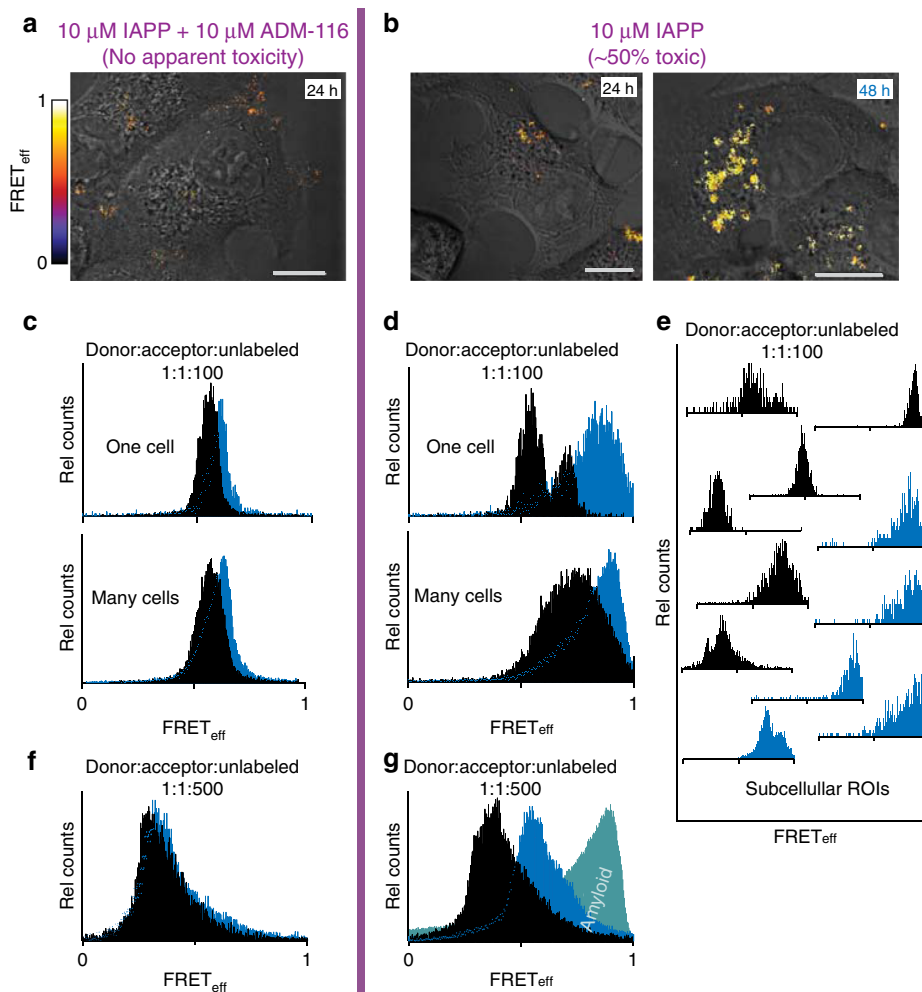 a
10 μM IAPP + 10 μM ADM-116
(No apparent toxicity)
24 h
1
FRETeff
0
b
10 μM IAPP
(~50% toxic)
24 h
48 h
c
Donor:acceptor:unlabeled
1:1:100
Rel counts
One cell
Rel counts
Many cells
0
1
FRETeff
d
Donor:acceptor:unlabeled
1:1:100
Rel counts
One cell
Rel counts
Many cells
0
1
FRETeff
e
Donor:acceptor:unlabeled
1:1:100
Rel counts
Subcellullar ROIs
FRETeff
f
Donor:acceptor:unlabeled
1:1:500
Rel counts
0
1
FRETeff
g
Donor:acceptor:unlabeled
1:1:500
Rel counts
Amyloid
0
1
FRETeff